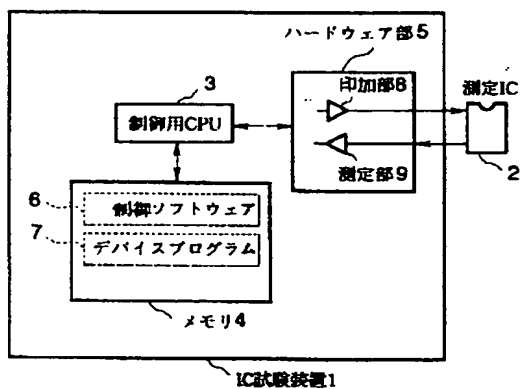 ハードウェア部5
印加部8
測定IC
3
制御用CPU
測定部9
2
6
制御ソフトウェア
7
デバイスプログラム
メモリ4
IC試験装置1